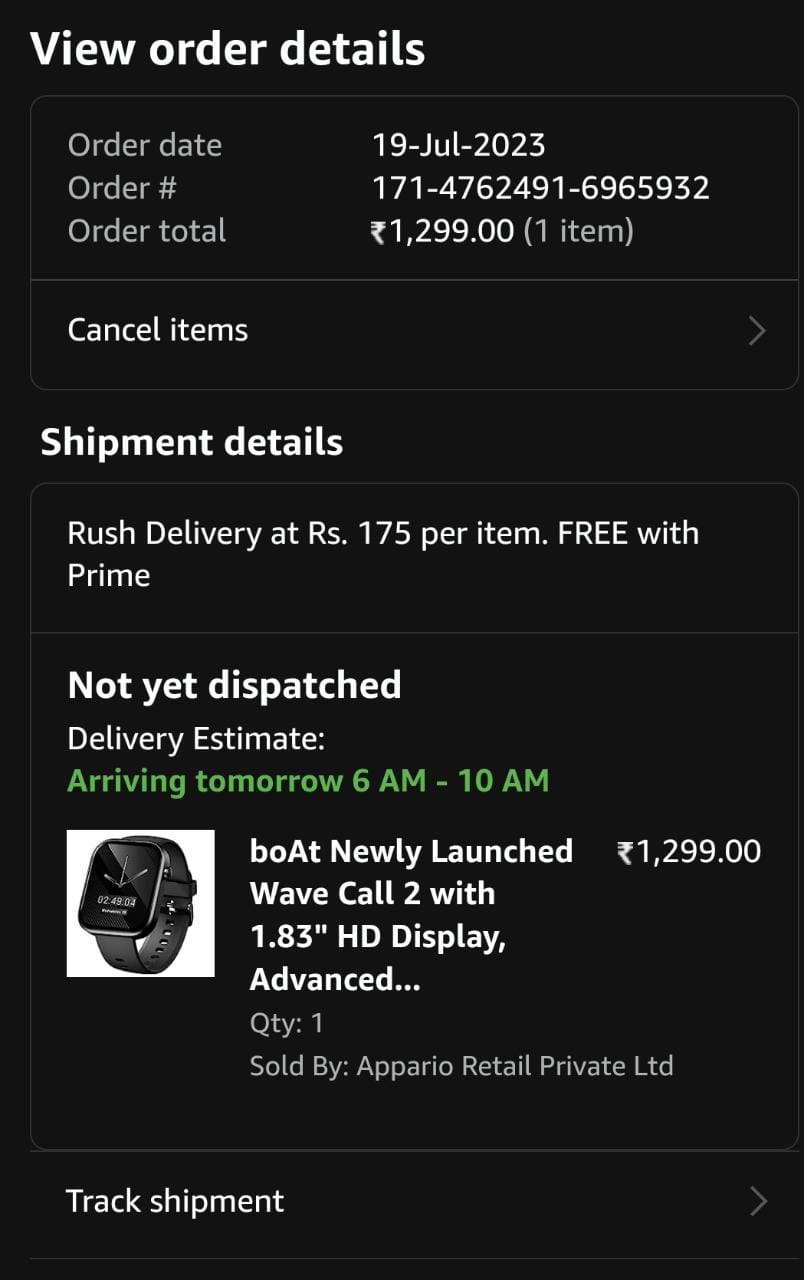 View order details
Order date 19-Jul-2023
Order # 171-4762491-6965932
Order total ₹1,299.00 (1 item)
Cancel items
Shipment details
Rush Delivery at Rs. 175 per item. FREE with
Prime
Not yet dispatched
Delivery Estimate:
Arriving tomorrow 6 AM - 10 AM
boAt Newly Launched ₹1,299.00
Wave Call 2 with
1.83" HD Display,
Advanced...
02:49:04
Qty: 1
Sold By: Appario Retail Private Ltd
Track shipment